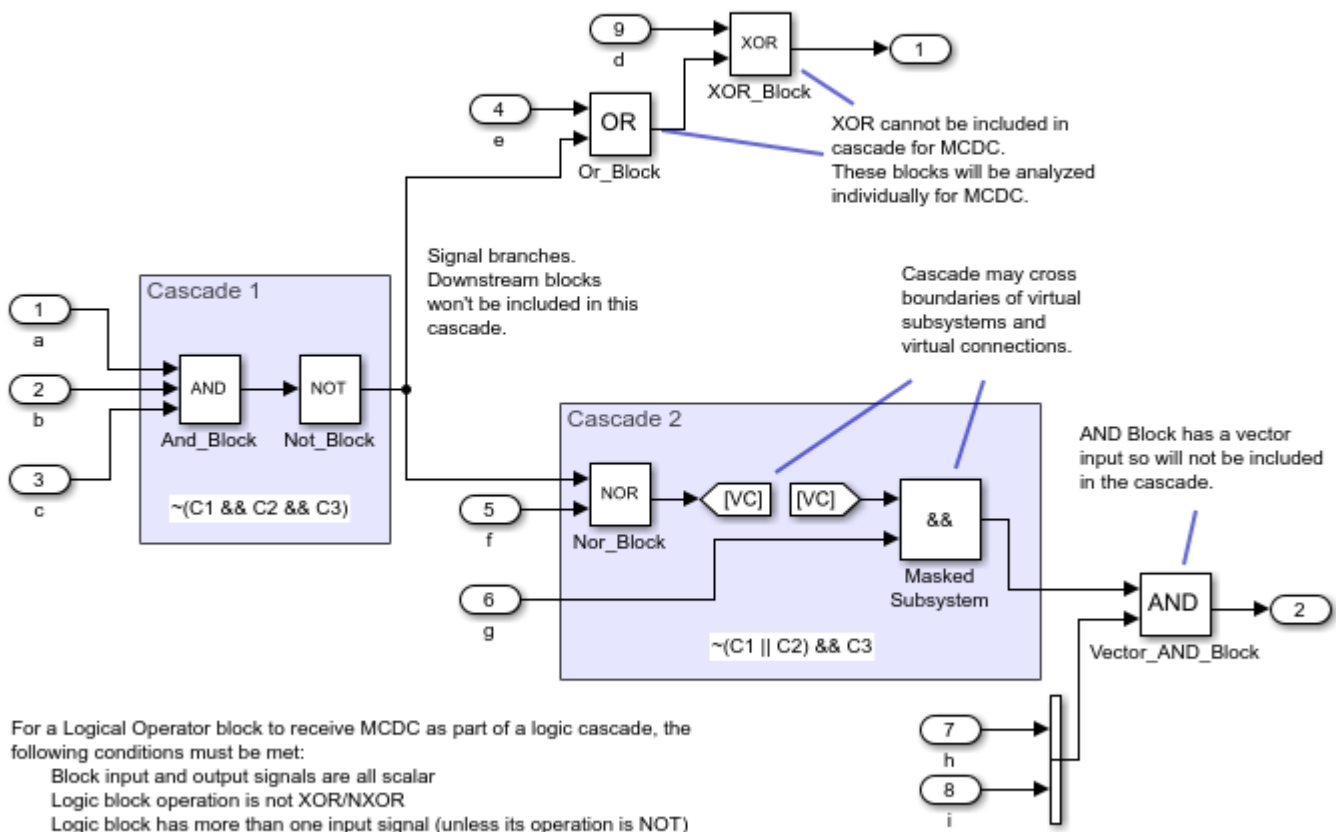 9
d
XOR
XOR_Block
1
4
e
OR
Or_Block
XOR cannot be included in
cascade for MCDC.
These blocks will be analyzed
individually for MCDC.
Signal branches.
Downstream blocks
won't be included in this
cascade.
Cascade may cross
boundaries of virtual
subsystems and
virtual connections.
Cascade 1
1
a
2
b
3
c
AND
And_Block
NOT
Not_Block
~(C1 && C2 && C3)
Cascade 2
5
f
NOR
Nor_Block
[VC]
[VC]
&&
Masked
Subsystem
6
g
~(C1 || C2) && C3
AND Block has a vector
input so will not be included
in the cascade.
AND
Vector_AND_Block
2
7
h
8
i
For a Logical Operator block to receive MCDC as part of a logic cascade, the
following conditions must be met:
Block input and output signals are all scalar
Logic block operation is not XOR/NXOR
Logic block has more than one input signal (unless its operation is NOT)